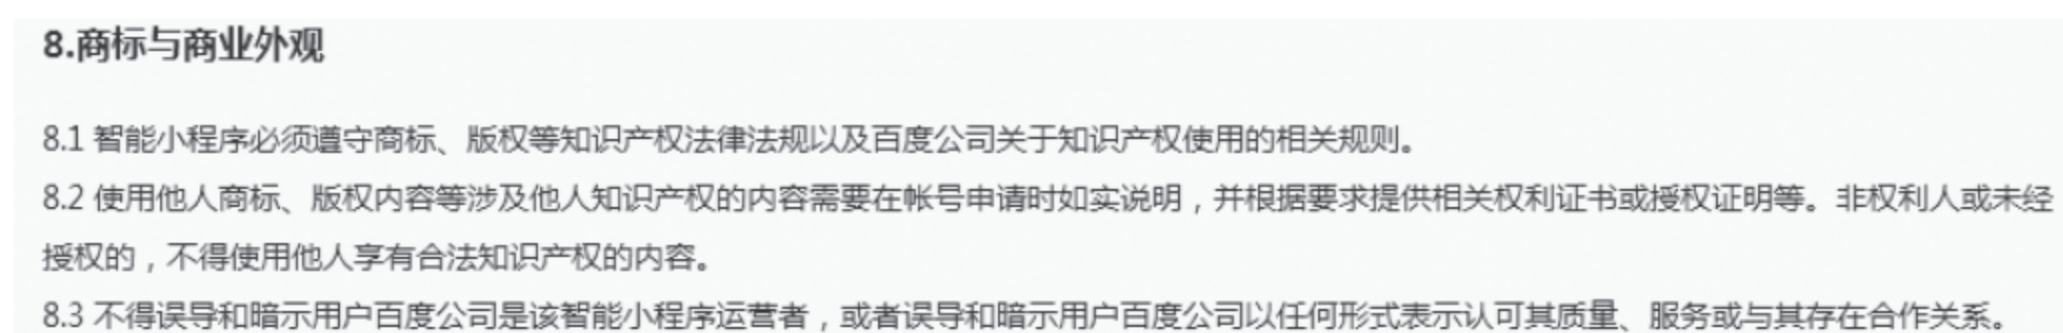 8.商标与商业外观
8.1 智能小程序必须遵守商标、版权等知识产权法律法规以及百度公司关于知识产权使用的相关规则。
8.2 使用他人商标、版权内容等涉及他人知识产权的内容需要在帐号申请时如实说明，并根据要求提供相关权利证书或授权证明等。非权利人或未经
授权的，不得使用他人享有合法知识产权的内容。
8.3 不得误导和暗示用户百度公司是该智能小程序运营者，或者误导和暗示用户百度公司以任何形式表示认可其质量、服务或与其存在合作关系。